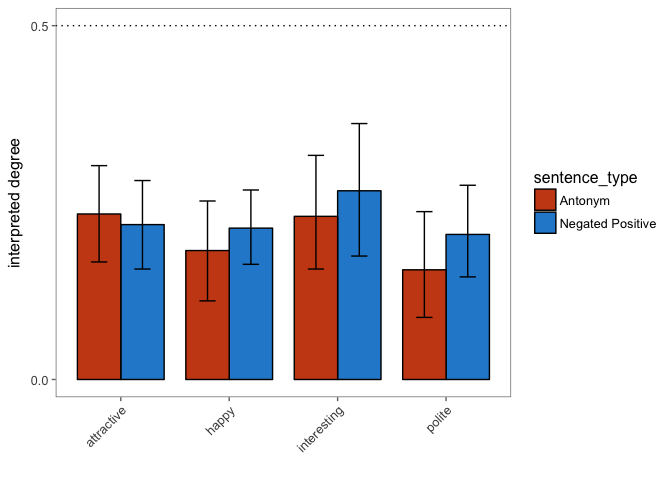 0.5
0.0
interpreted degree
attractive
happy
interesting
polite
sentence_type
Antonym
Negated Positive